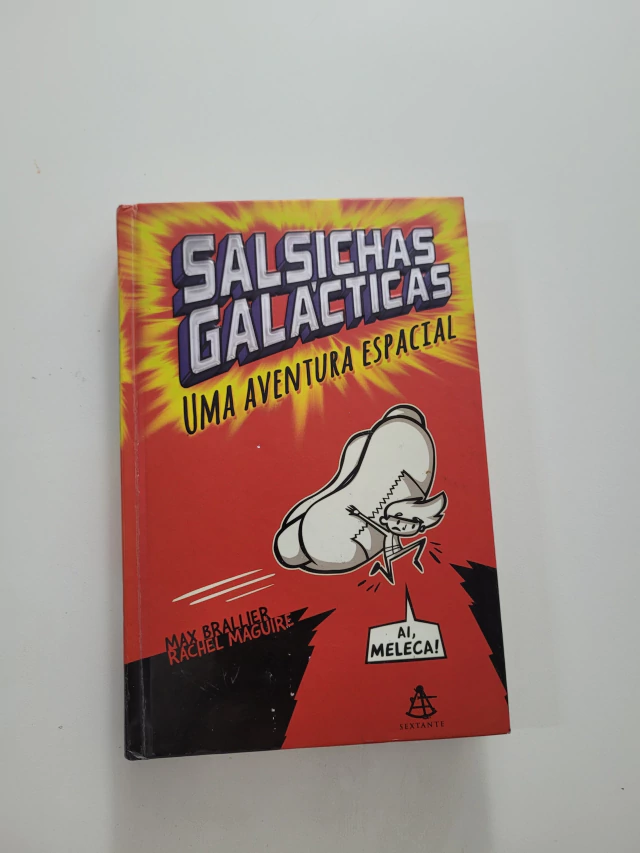 SALSICHAS
GALÁCTICAS
UMA AVENTURA ESPACIAL
MAX BRALLIER
RACHEL MAGUIRE
AI,
MELECA!
SEXTANTE